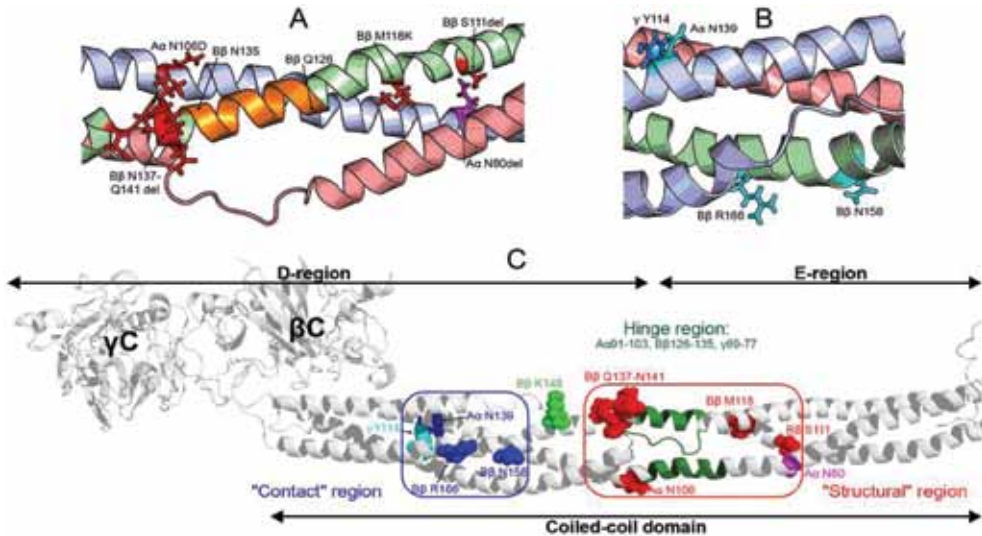 A
Aα N106D
Bβ N135
Bβ Q126
Bβ M118K
Bβ S111del
Aα N80del
Bβ N137-
Q141 del
B
γ Y114
Aα N139
Bβ R166
Bβ N158
C
D-region
E-region
γC
βC
Hinge region:
Aα91-103, Bβ126-135, γ69-77
Bβ K148
Bβ Q137-N141
Bβ M118
Bβ S111
Aα N139
γY114
Bβ N158
Aα N80
Bβ R166
Aα N106
"Contact" region
"Structural" region
Coiled-coil domain